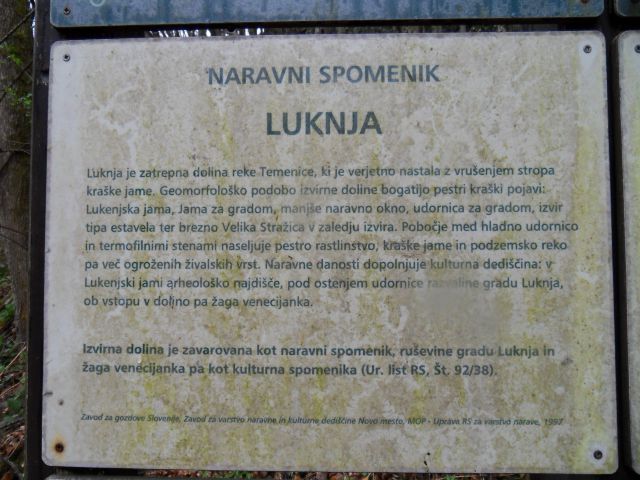 NARAVNI SPOMENIK
LUKNJA
Luknja je zatrepna dolina reke Temenice, ki je verjetno nastala z vrušenjem stropa
kraške jame. Geomorfološko podobo izvirne doline bogatijo pestri kraški pojavi:
Lukenjska jama, Jama za gradom, manjše naravno okno, udornica za gradom, izvir
tipa estavela ter brezno Velika Stražica v zaledju izvira. Pobočje med hladno udornico
in termofilnimi stenami naseljuje pestro rastlinstvo, kraške jame in podzemsko reko
pa več ogroženih živalskih vrst. Naravne danosti dopolnjuje kulturna dediščina: v
Lukenjski jami arheološko najdišče, pod ostenjem udornice razvaline gradu Luknja,
ob vstopu v dolino pa žaga venecijanka.
Izvirna dolina je zavarovana kot naravni spomenik, ruševine gradu Luknja in
žaga venecijanka pa kot kulturna spomenika (Ur. list RS, Št. 92/38).
Zavod za gozdove Slovenije, Zavod za varstvo naravne in kulturne dediščine Novo mesto, MOP - Uprava RS za varstvo narave, 1997